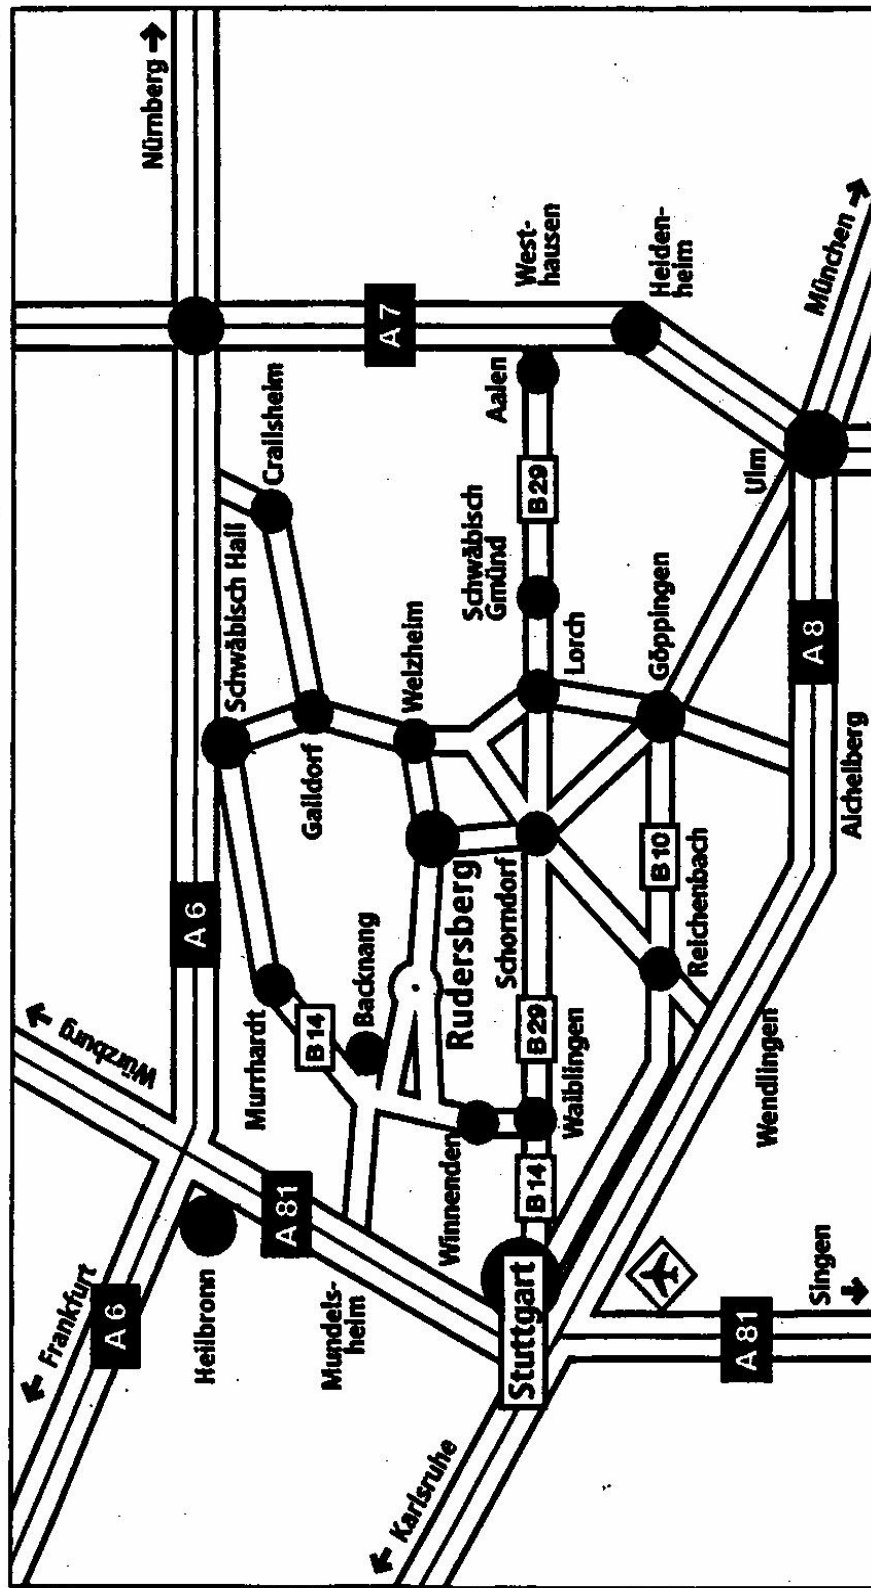 Nürnberg
Würzburg
Frankfurt
A 6
A 6
Heilbronn
Schwäbisch Hall
Crailsheim
A 7
Murrhardt
B 14
Gaildorf
A 81
Mundels-
heim
Backnang
Welzheim
Rudersberg
Winnenden
Karlsruhe
Stuttgart
B 14
Waiblingen
B 29
Schorndorf
Lorch
Schwäbisch
Gmünd
B 29
Aalen
West-
hausen
Heiden-
heim
Reichenbach
B 10
Göppingen
Ulm
München
A 81
Singen
Wendlingen
Aichelberg
A 8